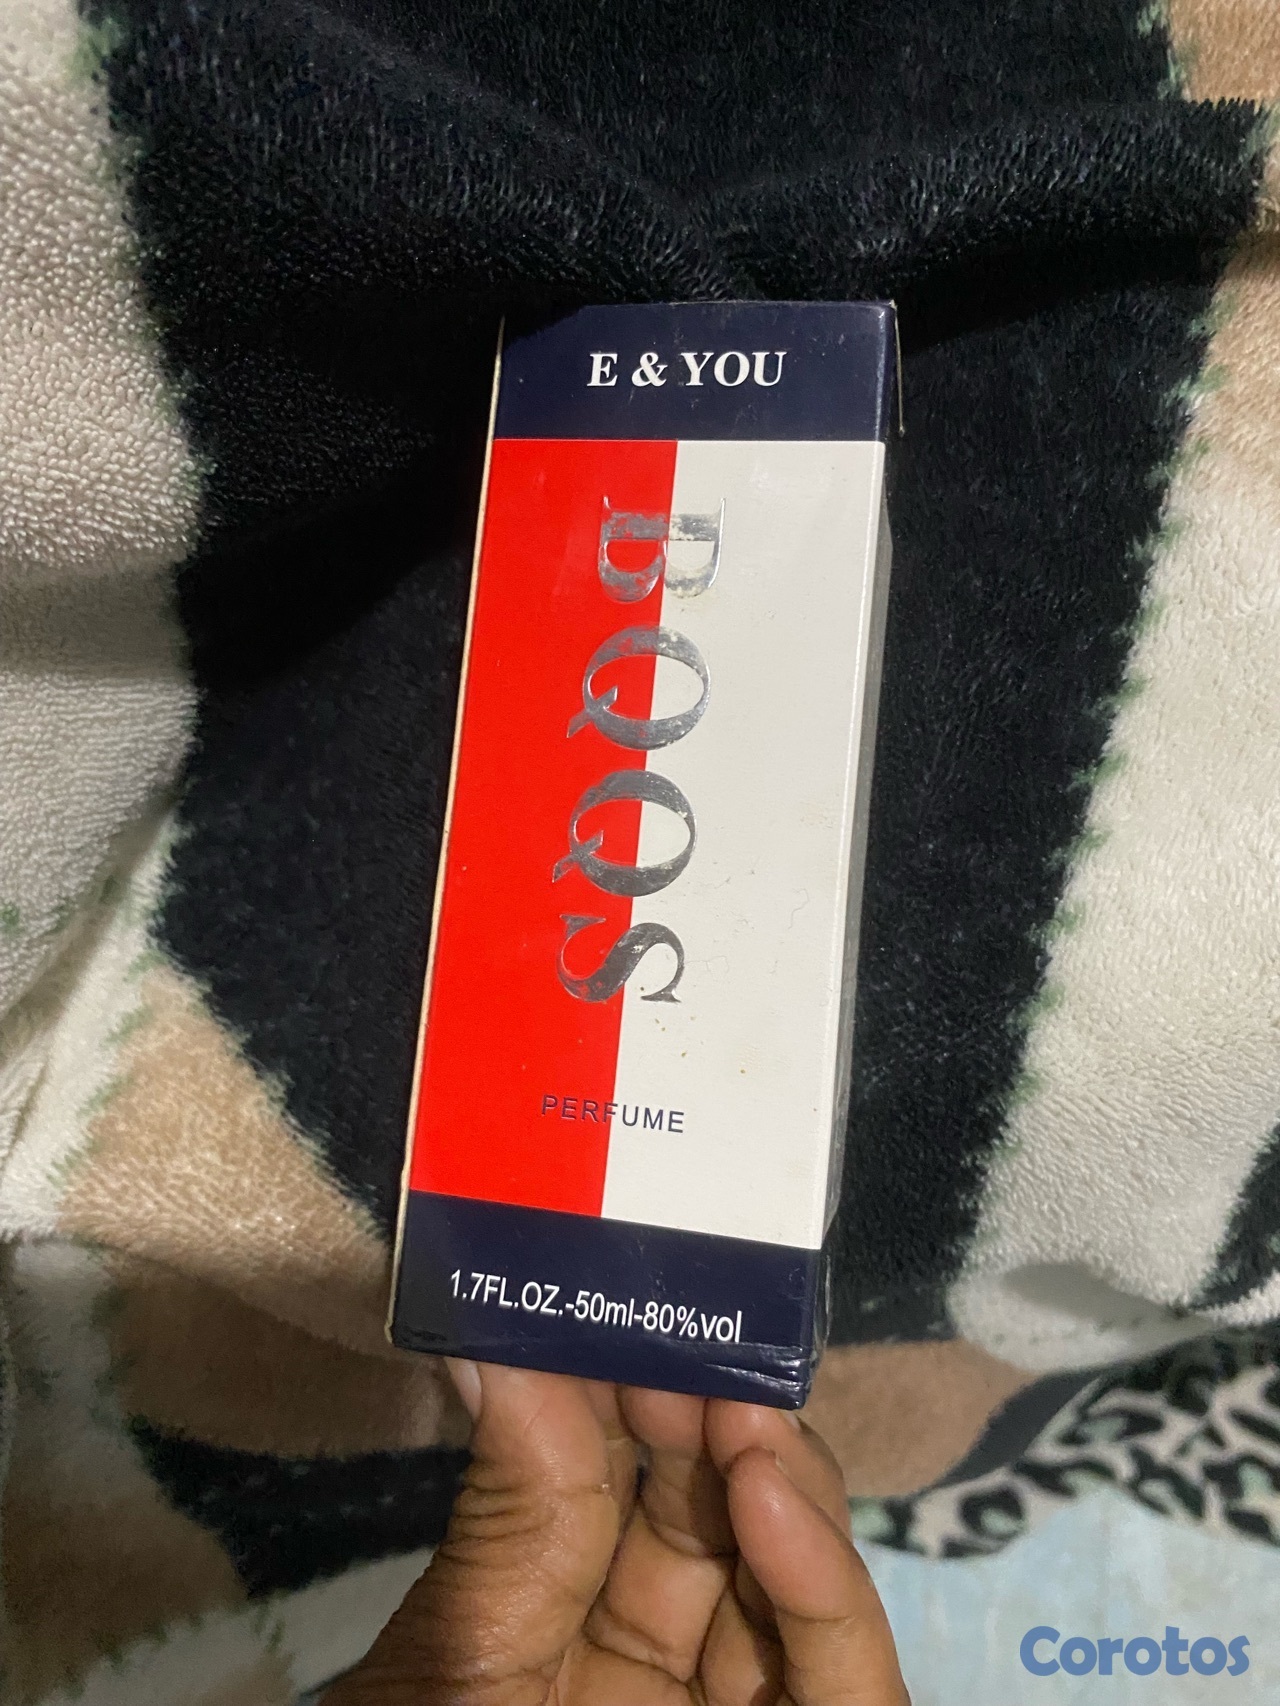 E & YOU
BQQS
PERFUME
1.7FL.OZ.-50ml-80%vol
Corotos